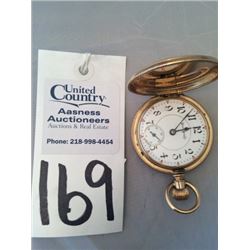 United
Country
Aasness
Auctioneers
Auctions & Real Estate
Phone: 218-998-4454
169